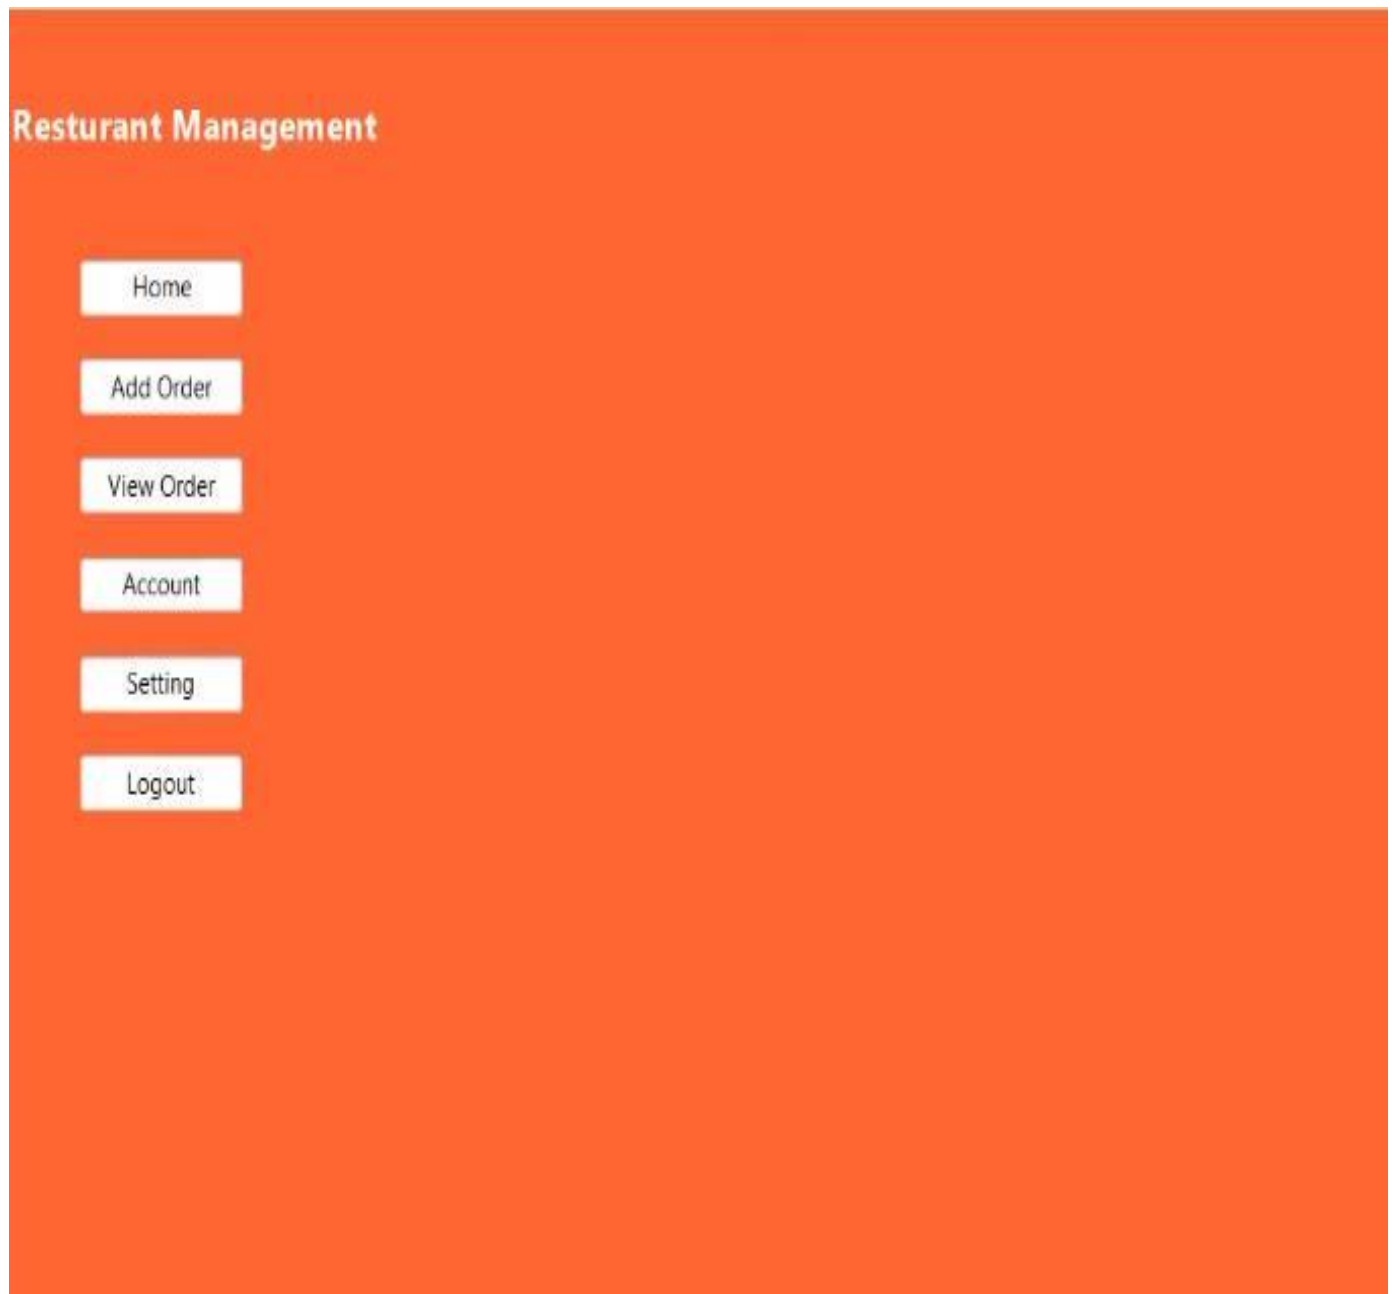 Resturant Management
Home
Add Order
View Order
Account
Setting
Logout